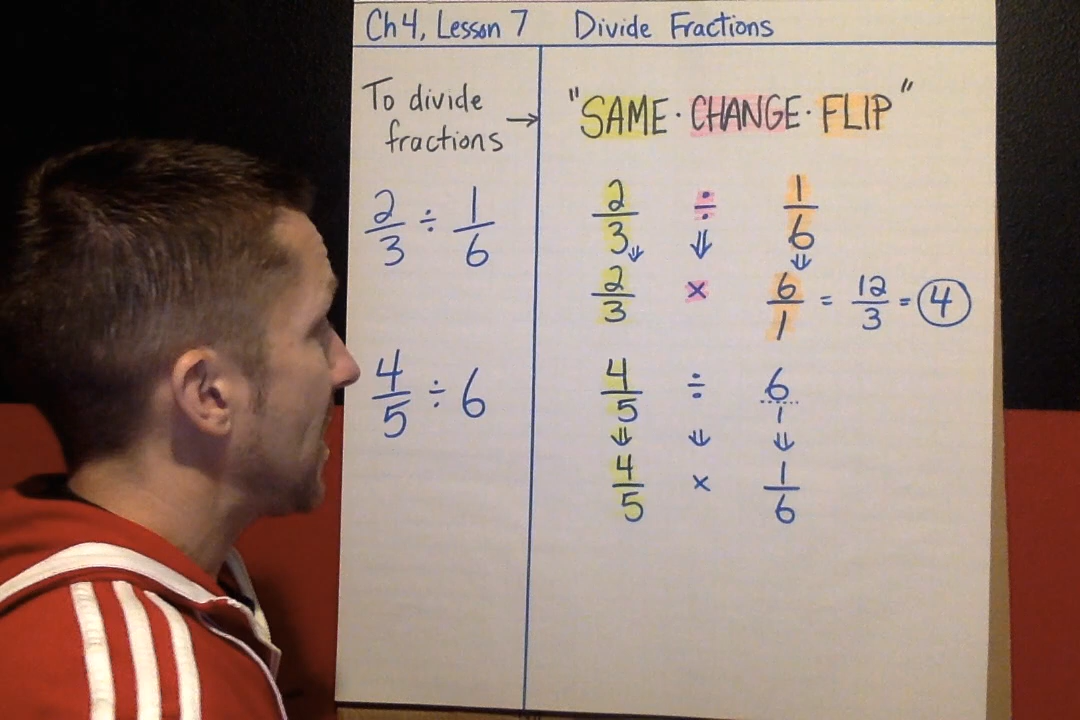 Ch 4, Lesson 7 Divide Fractions
To divide
fractions →
"SAME · CHANGE · FLIP"
2/3 ÷ 1/6
4/5 ÷ 6
2/3 ÷ 1/6
2/3 × 6/1 = 12/3 = 4
4/5 ÷ 6/1
4/5 × 1/6